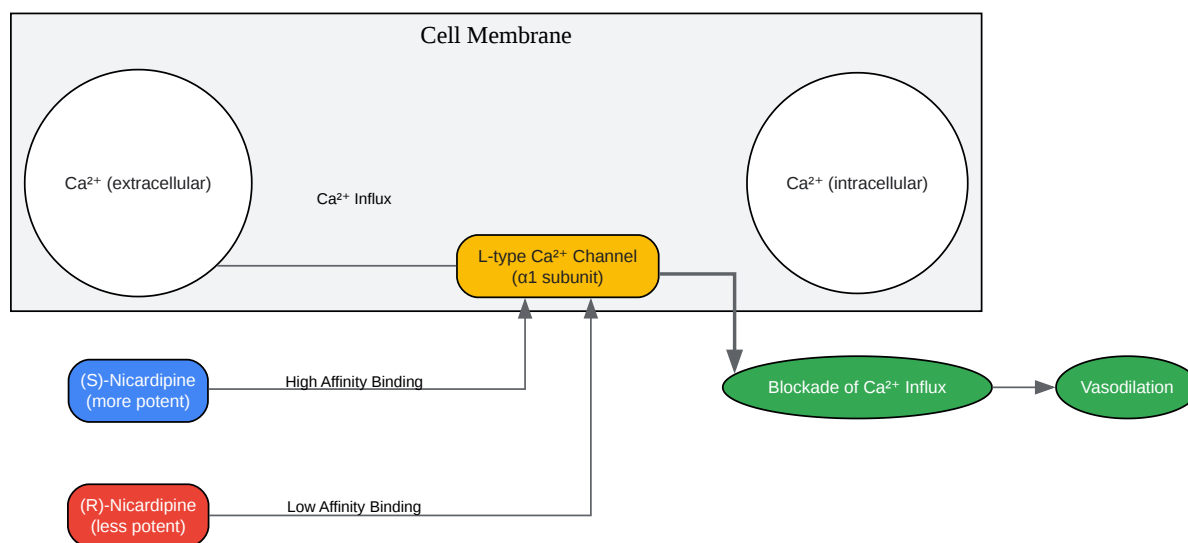 Cell Membrane
Ca²⁺ (extracellular)
Ca²⁺ (intracellular)
Ca²⁺ Influx
L-type Ca²⁺ Channel
(α1 subunit)
(S)-Nicardipine
(more potent)
High Affinity Binding
Blockade of Ca²⁺ Influx
Vasodilation
(R)-Nicardipine
(less potent)
Low Affinity Binding